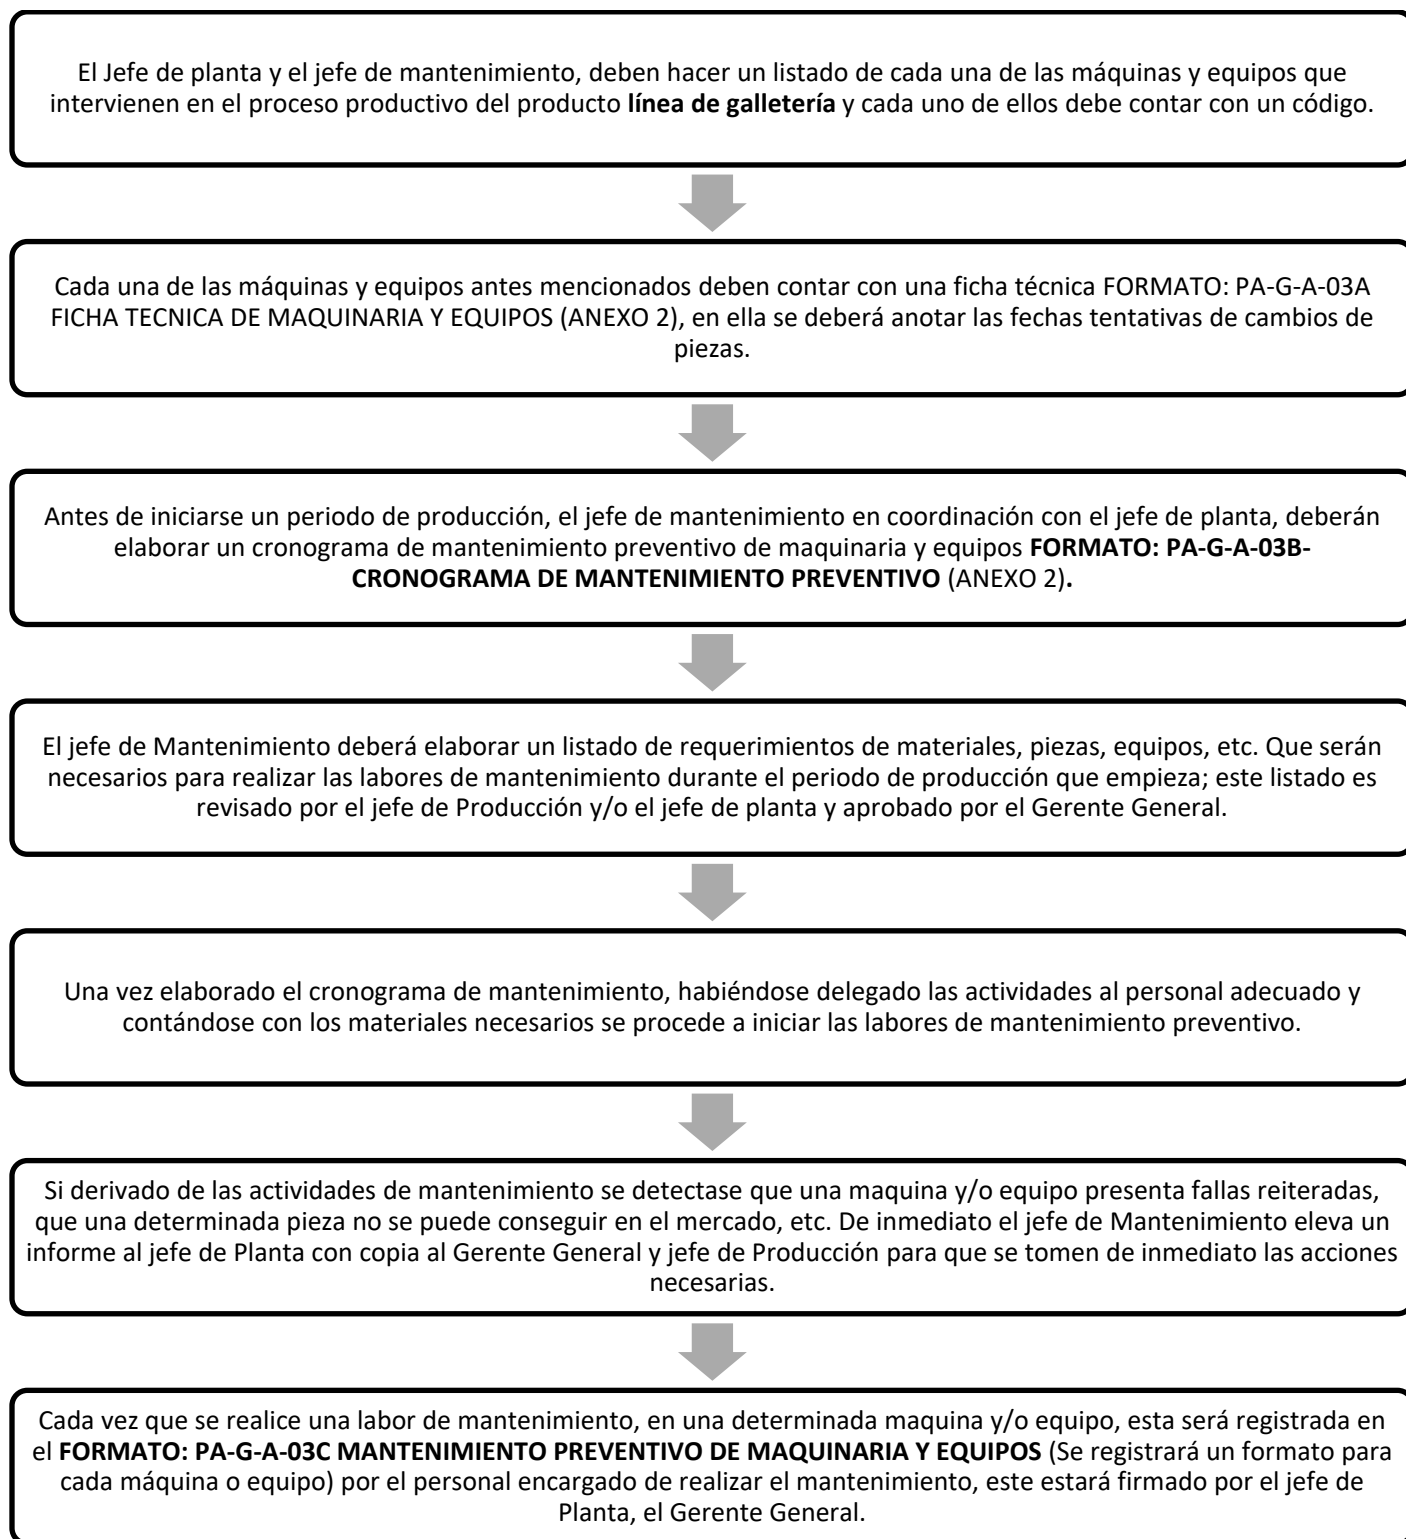 El Jefe de planta y el jefe de mantenimiento, deben hacer un listado de cada una de las máquinas y equipos que
intervienen en el proceso productivo del producto línea de galletería y cada uno de ellos debe contar con un código.
Cada una de las máquinas y equipos antes mencionados deben contar con una ficha técnica FORMATO: PA-G-A-03A
FICHA TECNICA DE MAQUINARIA Y EQUIPOS (ANEXO 2), en ella se deberá anotar las fechas tentativas de cambios de
piezas.
Antes de iniciarse un periodo de producción, el jefe de mantenimiento en coordinación con el jefe de planta, deberán
elaborar un cronograma de mantenimiento preventivo de maquinaria y equipos FORMATO: PA-G-A-03B-
CRONOGRAMA DE MANTENIMIENTO PREVENTIVO (ANEXO 2).
El jefe de Mantenimiento deberá elaborar un listado de requerimientos de materiales, piezas, equipos, etc. Que serán
necesarios para realizar las labores de mantenimiento durante el periodo de producción que empieza; este listado es
revisado por el jefe de Producción y/o el jefe de planta y aprobado por el Gerente General.
Una vez elaborado el cronograma de mantenimiento, habiéndose delegado las actividades al personal adecuado y
contándose con los materiales necesarios se procede a iniciar las labores de mantenimiento preventivo.
Si derivado de las actividades de mantenimiento se detectase que una maquina y/o equipo presenta fallas reiteradas,
que una determinada pieza no se puede conseguir en el mercado, etc. De inmediato el jefe de Mantenimiento eleva un
informe al jefe de Planta con copia al Gerente General y jefe de Producción para que se tomen de inmediato las acciones
necesarias.
Cada vez que se realice una labor de mantenimiento, en una determinada maquina y/o equipo, esta será registrada en
el FORMATO: PA-G-A-03C MANTENIMIENTO PREVENTIVO DE MAQUINARIA Y EQUIPOS (Se registrará un formato para
cada máquina o equipo) por el personal encargado de realizar el mantenimiento, este estará firmado por el jefe de
Planta, el Gerente General.